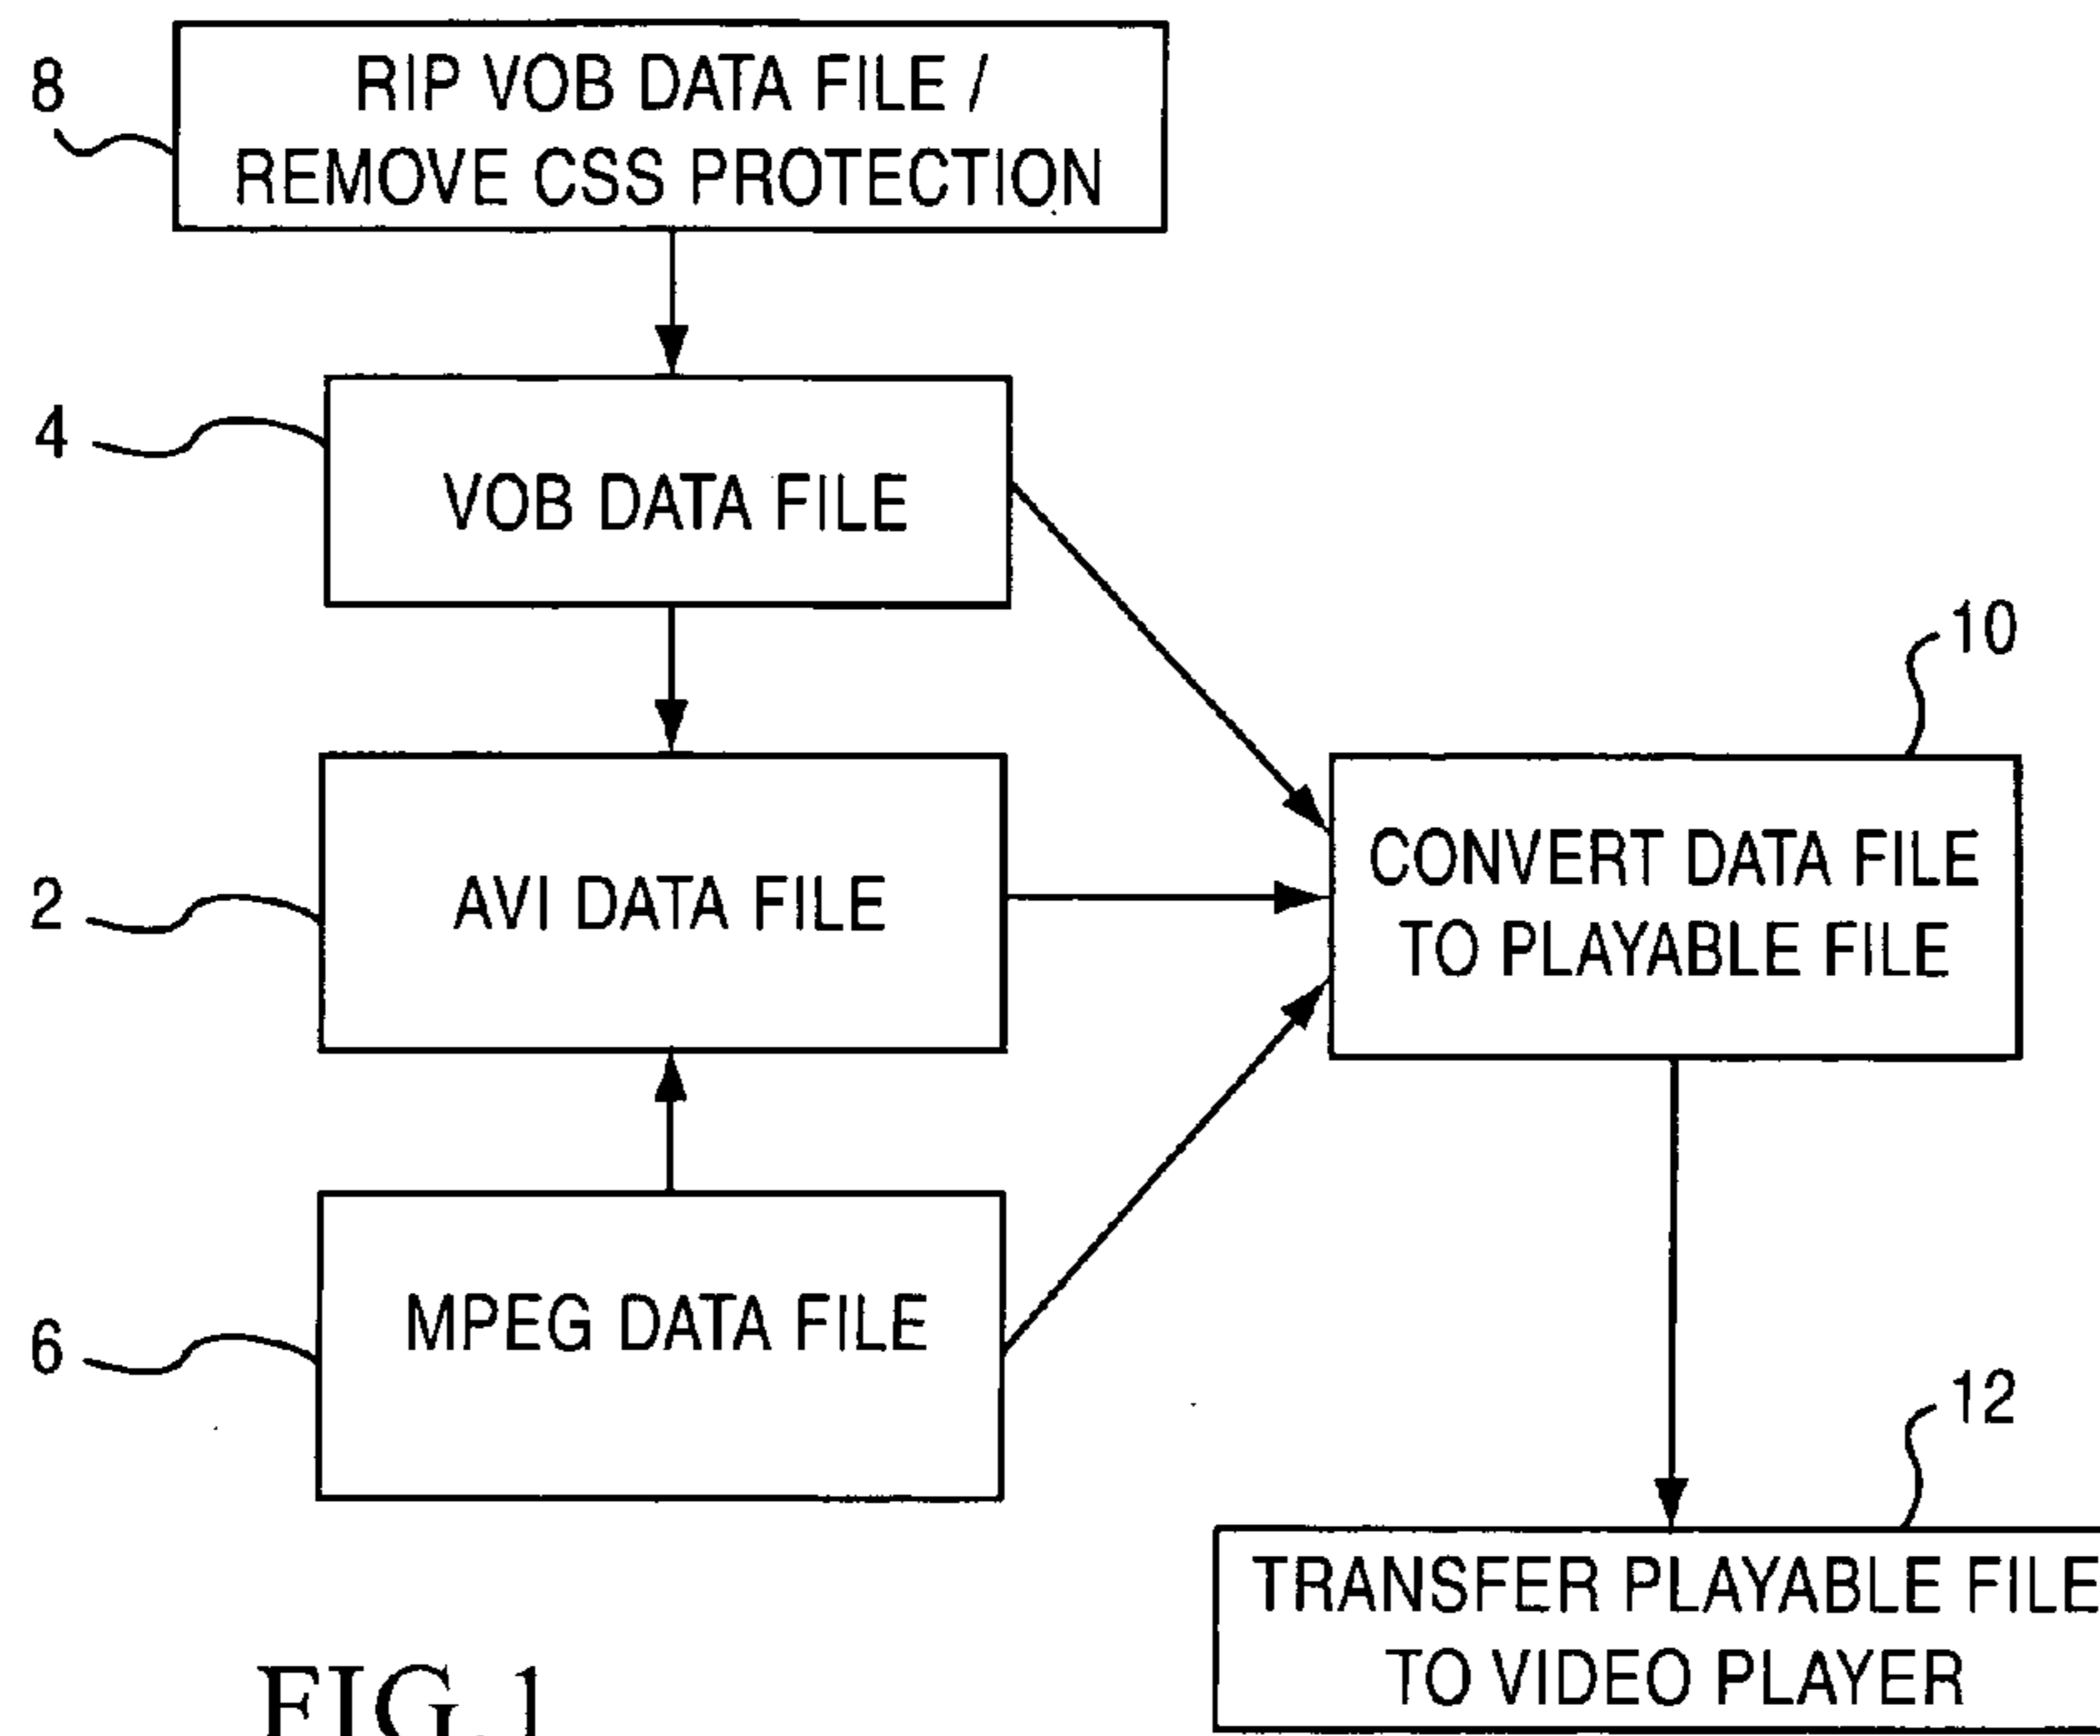 8
RIP VOB DATA FILE /
REMOVE CSS PROTECTION
4
VOB DATA FILE
10
2
AVI DATA FILE
CONVERT DATA FILE
TO PLAYABLE FILE
6
MPEG DATA FILE
12
TRANSFER PLAYABLE FILE
TO VIDEO PLAYER
FIG.1